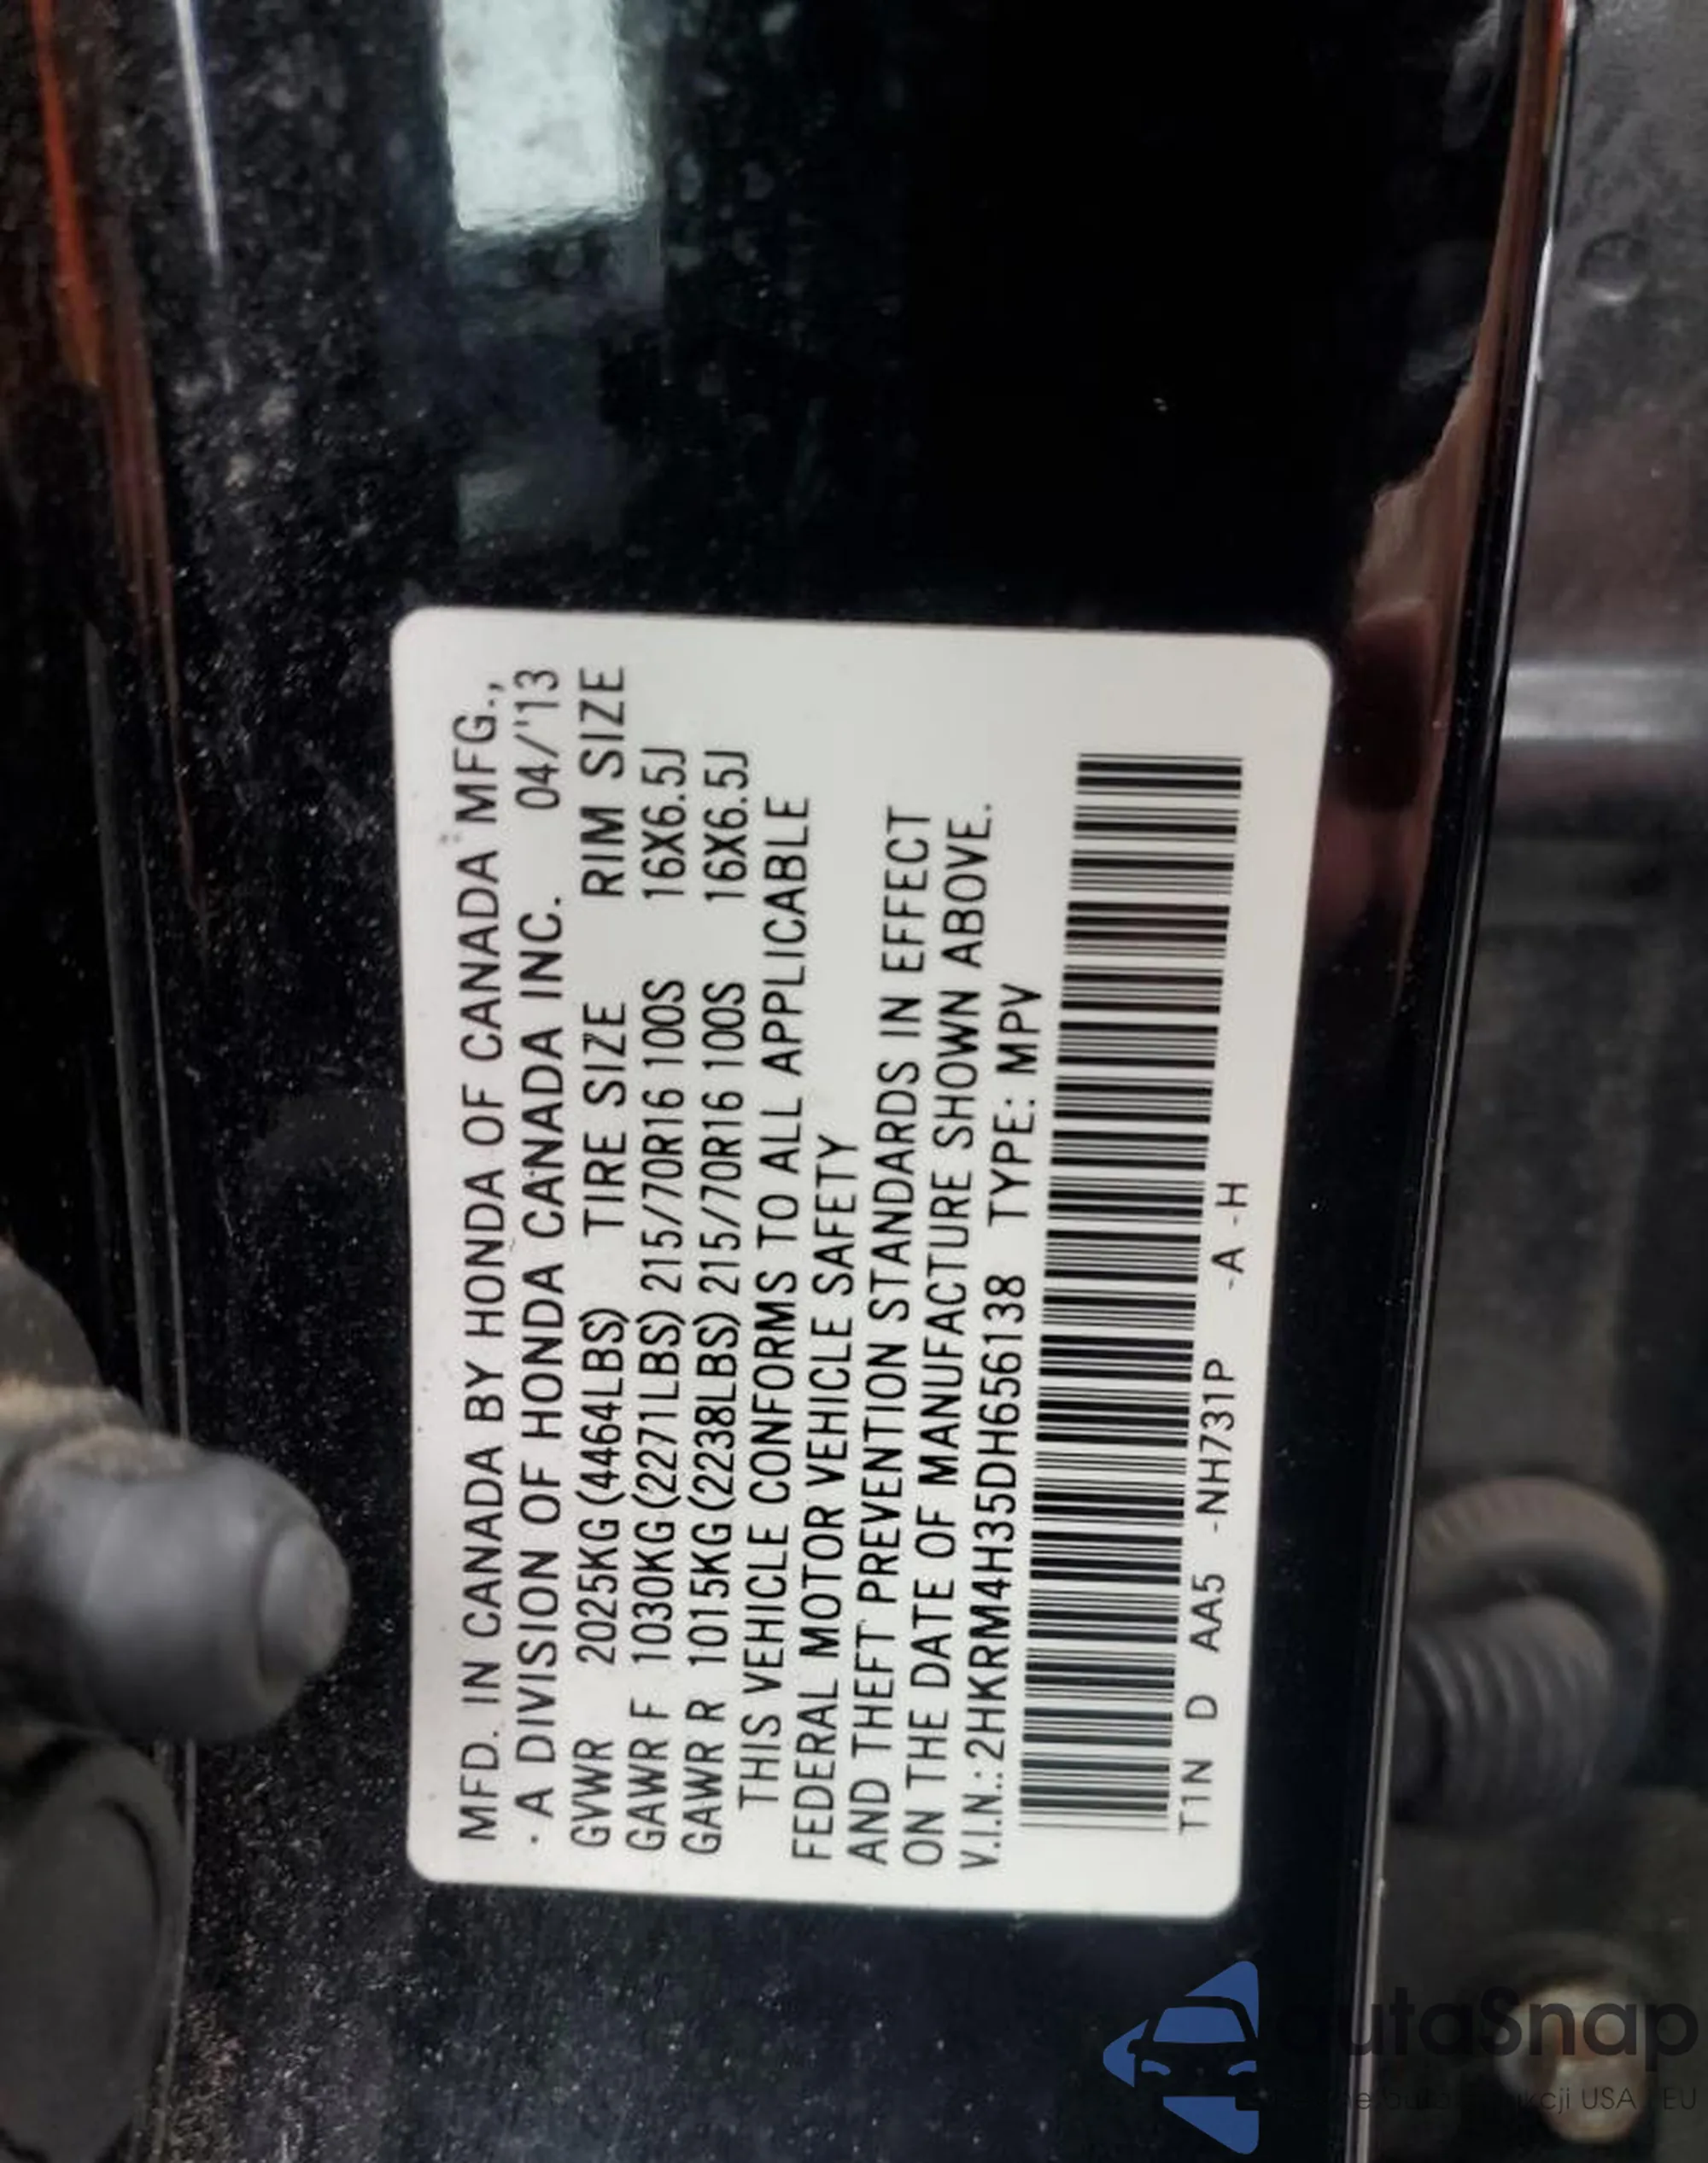 MFD. IN CANADA BY HONDA OF CANADA MFG.,
A DIVISION OF HONDA CANADA INC. 04/'13
GVWR 2025KG (4464LBS) TIRE SIZE RIM SIZE
GAWR F 1030KG (2271LBS) 215/70R16 100S 16X6.5J
GAWR R 1015KG (2238LBS) 215/70R16 100S 16X6.5J
THIS VEHICLE CONFORMS TO ALL APPLICABLE
FEDERAL MOTOR VEHICLE SAFETY
AND THEFT PREVENTION STANDARDS IN EFFECT
ON THE DATE OF MANUFACTURE SHOWN ABOVE.
V.I.N.: 2HKRM4H35DH656138 TYPE: MPV
T1N D AA5 -NH731P -A -H
autaSnap
USA EU